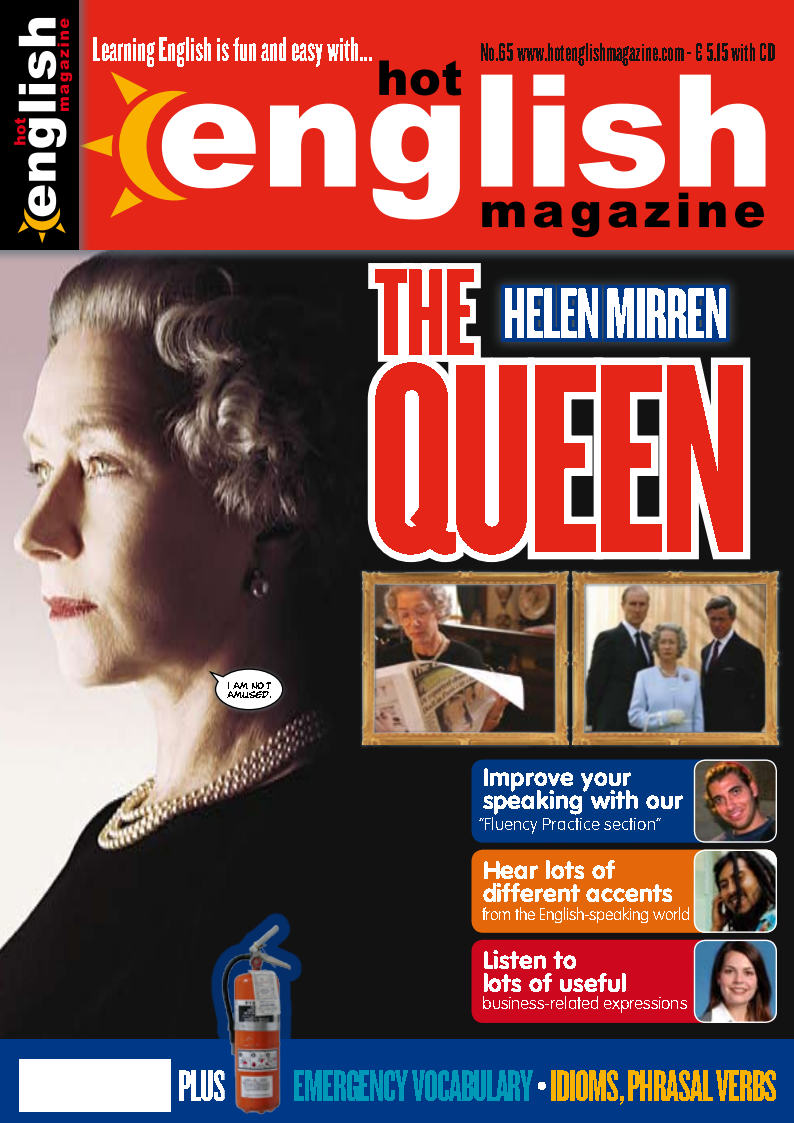 hot
english
magazine
Learning English is fun and easy with...
No.65 www.hotenglishmagazine.com - € 5.15 with CD
hot
english
magazine
THE
HELEN MIRREN
QUEEN
I AM NOT
AMUSED.
Improve your
speaking with our
"Fluency Practice section"
Hear lots of
different accents
from the English-speaking world
Listen to
lots of useful
business-related expressions
PLUS
EMERGENCY VOCABULARY • IDIOMS, PHRASAL VERBS